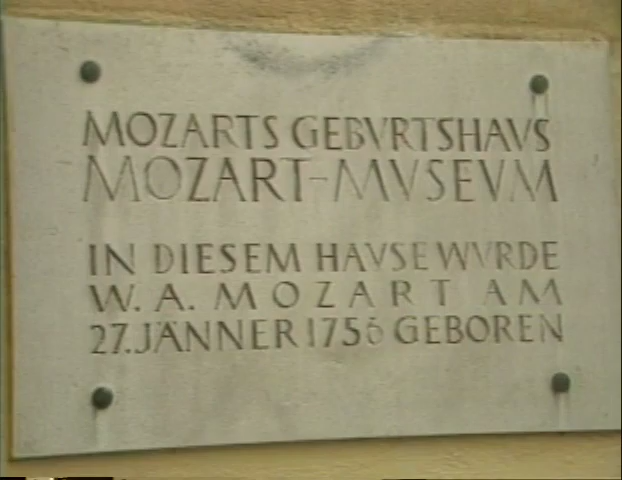 MOZARTS GEBVRTSHAVS
MOZART-MVSEVM
IN DIESEM HAVSE WVRDE
W. A. MOZART AM
27. JÄNNER 1756 GEBOREN